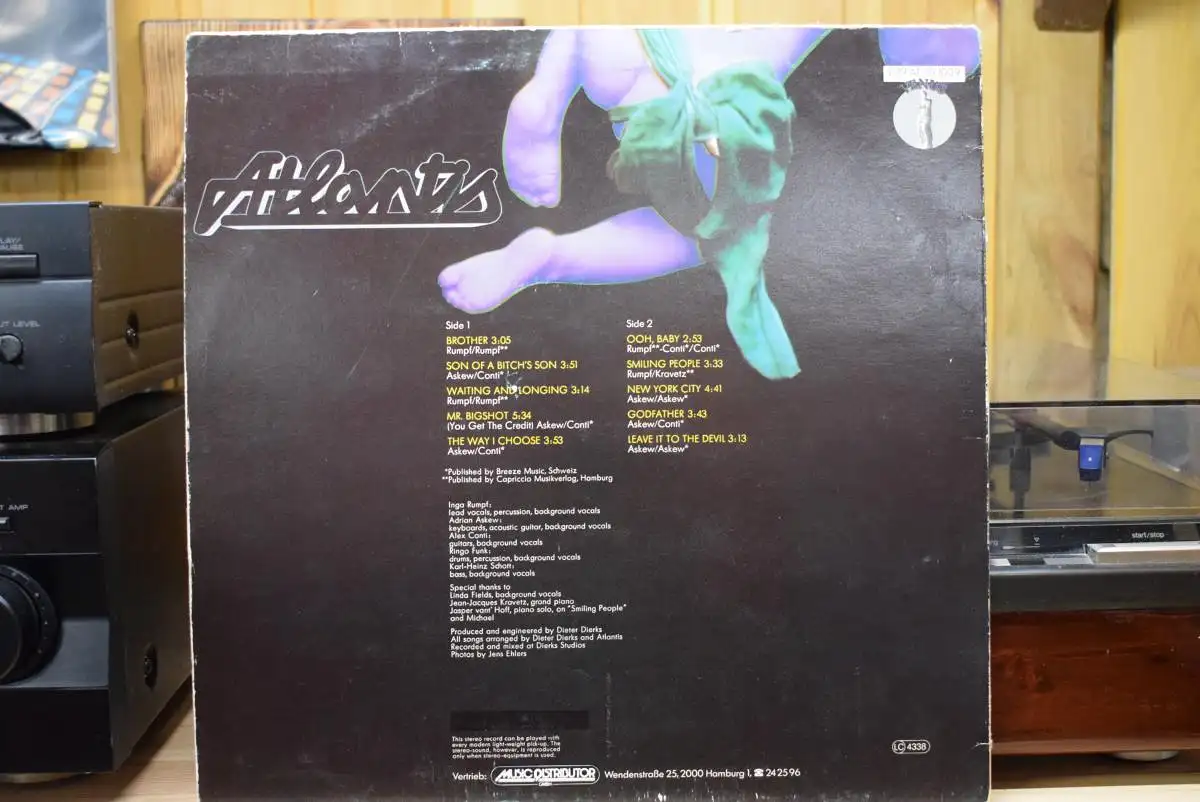 Atlantis
Side 1
BROTHER 3:05
Rumpf/Rumpf**
SON OF A BITCH'S SON 3:51
Askew/Conti*
WAITING AND LONGING 3:14
Rumpf/Rumpf**
MR. BIGSHOT 5:34
(You Get The Credit) Askew/Conti*
THE WAY I CHOOSE 3:53
Askew/Conti*
Side 2
OOH, BABY 2:53
Rumpf**-Conti*/Conti*
SMILING PEOPLE 3:33
Rumpf/Kravetz**
NEW YORK CITY 4:41
Askew/Askew*
GODFATHER 3:43
Askew/Conti*
LEAVE IT TO THE DEVIL 3:13
Askew/Askew*
*Published by Breeze Music, Schweiz
**Published by Capriccio Musikverlag, Hamburg
Inga Rumpf:
lead vocals, percussion, background vocals
Adrian Askew:
keyboards, acoustic guitar, background vocals
Alex Conti:
guitars, background vocals
Ringo Funk:
drums, percussion, background vocals
Karl-Heinz Schott:
bass, background vocals
Special thanks to
Linda Fields, background vocals
Jean-Jacques Kravetz, grand piano
Jasper vant' Hoff, piano solo, on "Smiling People"
and Michael
Produced and engineered by Dieter Dierks
All songs arranged by Dieter Dierks and Atlantis
Recorded and mixed at Dierks Studios
Photos by Jens Ehlers
This stereo record can be played with
every modern light-weight pick-up. The
stereo-sound, however, is reproduced
only when stereo-equipment is used.
Vertrieb: MUSIC DISTRIBUTOR GMBH Wendenstraße 25, 2000 Hamburg 1, ☎ 24 25 96
LC 4338
PLAY/
PAUSE
UT LEVEL
T AMP
start/stop